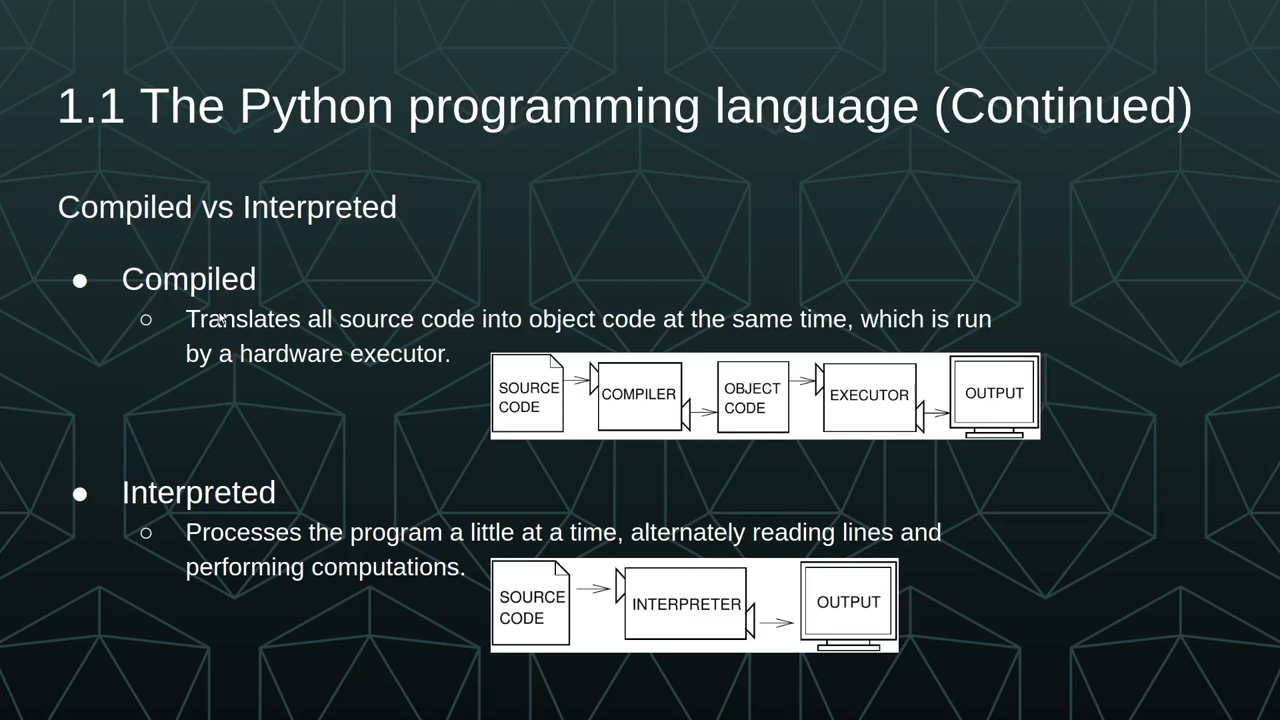 1.1 The Python programming language (Continued)
Compiled vs Interpreted
● Compiled
○ Translates all source code into object code at the same time, which is run
by a hardware executor.
SOURCE
CODE
COMPILER
OBJECT
CODE
EXECUTOR
OUTPUT
● Interpreted
○ Processes the program a little at a time, alternately reading lines and
performing computations.
SOURCE
CODE
INTERPRETER
OUTPUT